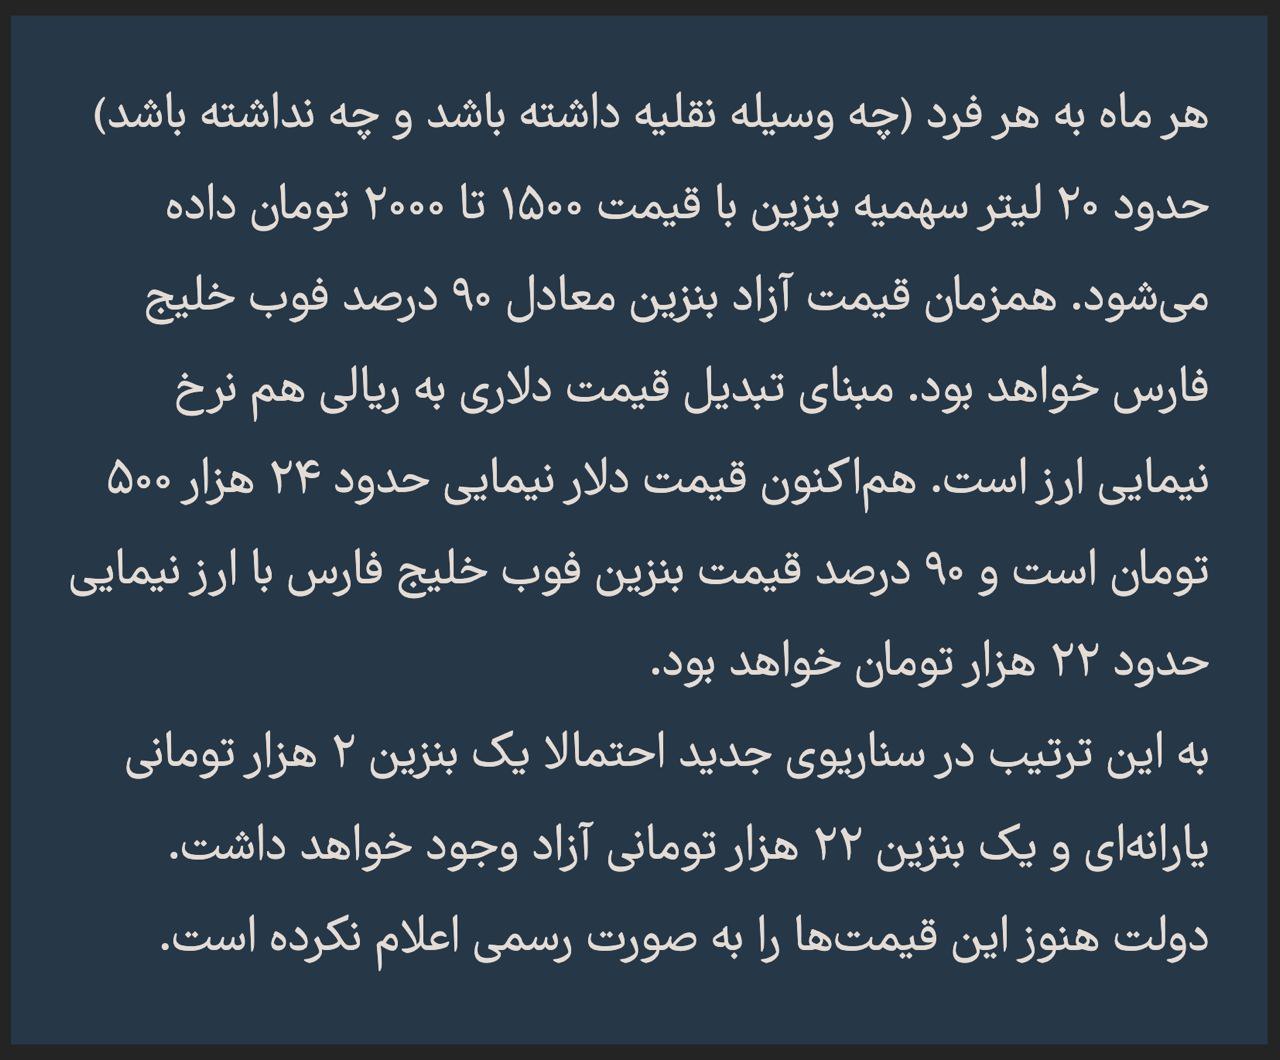 هر ماه به هر فرد (چه وسیله نقلیه داشته باشد و چه نداشته باشد)
حدود ۲۰ لیتر سهمیه بنزین با قیمت ۱۵۰۰ تا ۲۰۰۰ تومان داده
می‌شود. همزمان قیمت آزاد بنزین معادل ۹۰ درصد فوب خلیج
فارس خواهد بود. مبنای تبدیل قیمت دلاری به ریالی هم نرخ
نیمایی ارز است. هم‌اکنون قیمت دلار نیمایی حدود ۲۴ هزار ۵۰۰
تومان است و ۹۰ درصد قیمت بنزین فوب خلیج فارس با ارز نیمایی
حدود ۲۲ هزار تومان خواهد بود.
به این ترتیب در سناریوی جدید احتمالا یک بنزین ۲ هزار تومانی
یارانه‌ای و یک بنزین ۲۲ هزار تومانی آزاد وجود خواهد داشت.
دولت هنوز این قیمت‌ها را به صورت رسمی اعلام نکرده است.